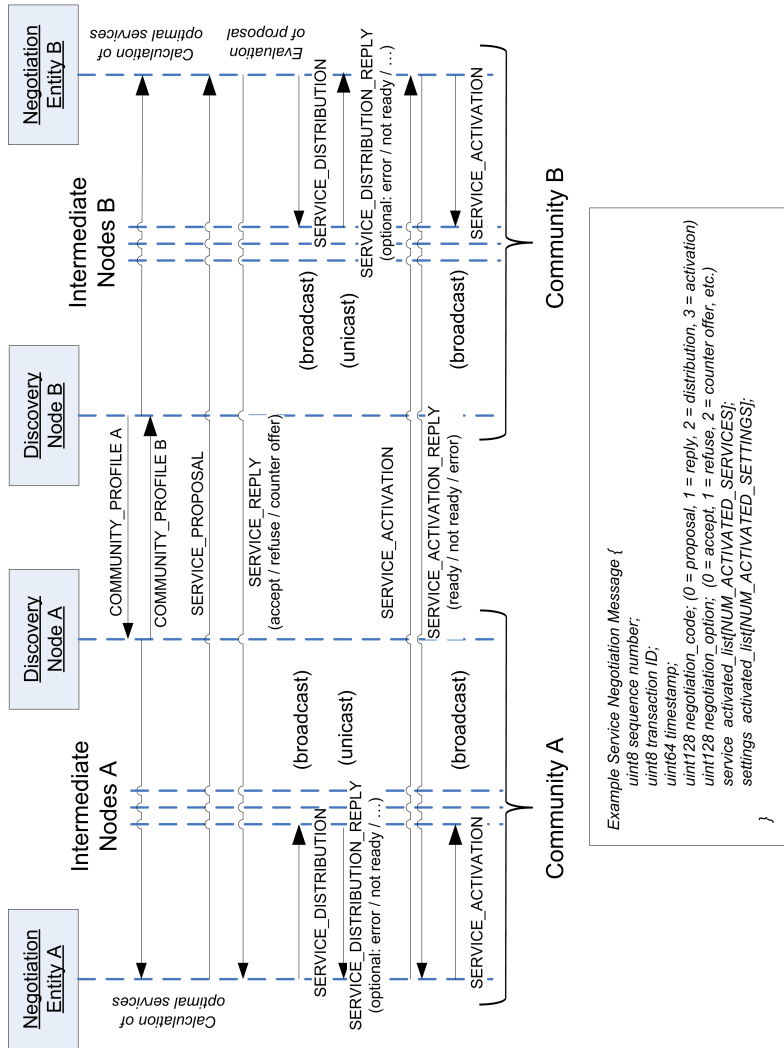 Negotiation
Entity A
Intermediate
Nodes A
Discovery
Node A
Discovery
Node B
Intermediate
Nodes B
Negotiation
Entity B
COMMUNITY_PROFILE A
COMMUNITY_PROFILE B
Calculation of
optimal services
Calculation of
optimal services
SERVICE_PROPOSAL
Evaluation
of proposal
SERVICE_REPLY
(accept / refuse / counter offer)
SERVICE_DISTRIBUTION
(broadcast)
(broadcast)
SERVICE_DISTRIBUTION
SERVICE_DISTRIBUTION_REPLY
(optional: error / not ready / …)
(unicast)
(unicast)
SERVICE_DISTRIBUTION_REPLY
(optional: error / not ready / …)
SERVICE_ACTIVATION
SERVICE_ACTIVATION_REPLY
(ready / not ready / error)
SERVICE_ACTIVATION
(broadcast)
(broadcast)
SERVICE_ACTIVATION
Community A
Community B
Example Service Negotiation Message {
uint8 sequence number;
uint8 transaction ID;
uint64 timestamp;
uint128 negotiation_code; (0 = proposal, 1 = reply, 2 = distribution, 3 = activation)
uint128 negotiation_option; (0 = accept, 1 = refuse, 2 = counter offer, etc.)
service activated_list[NUM_ACTIVATED_SERVICES];
settings activated_list[NUM_ACTIVATED_SETTINGS];
}